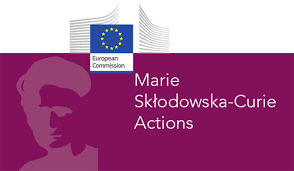 European
Commission
Marie
Skłodowska-Curie
Actions